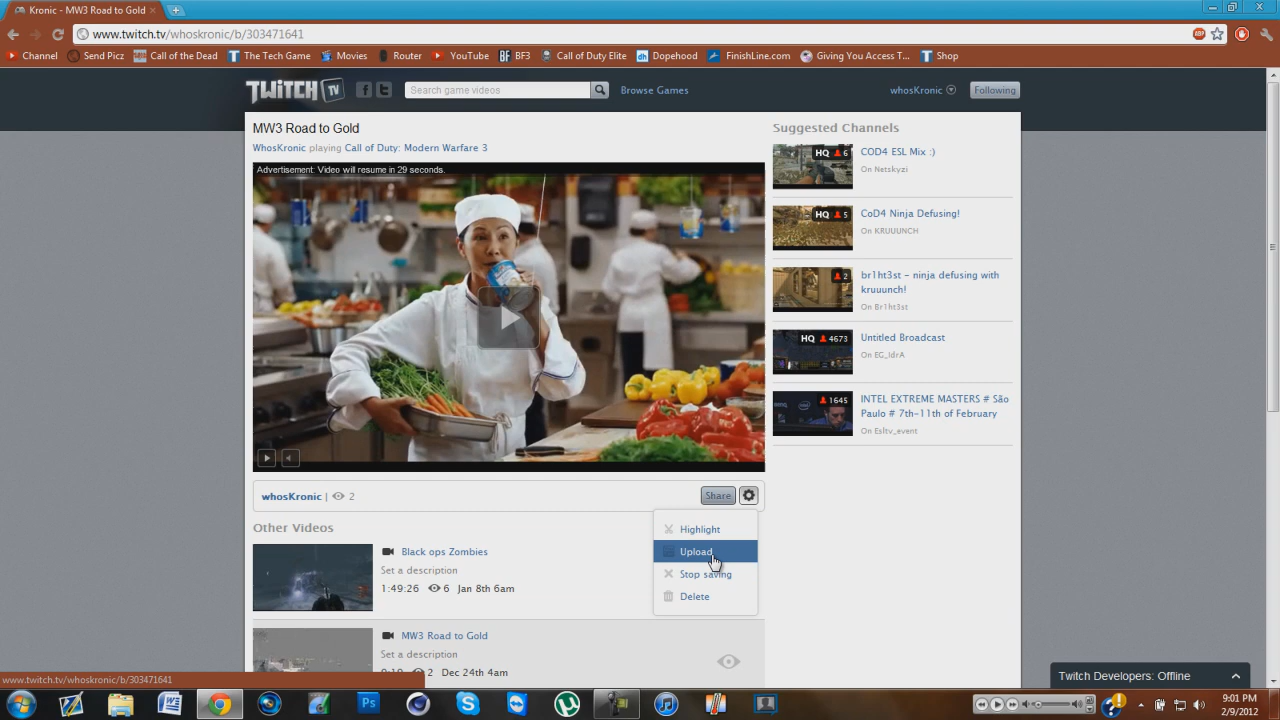 Kronic - MW3 Road to Gold
www.twitch.tv/whoskronic/b/303471641
Channel
Send Picz
Call of the Dead
The Tech Game
Movies
Router
YouTube
BF BF3
Call of Duty Elite
dh Dopehood
FinishLine.com
Giving You Access T...
Shop
TWITCH TV
f t
Search game videos
Browse Games
whosKronic
Following
MW3 Road to Gold
WhosKronic playing Call of Duty: Modern Warfare 3
Advertisement: Video will resume in 29 seconds.
whosKronic | 2
Share
Highlight
Upload
Stop saving
Delete
Other Videos
Black ops Zombies
Set a description
1:49:26 6 Jan 8th 6am
MW3 Road to Gold
Set a description
2 Dec 24th 4am
Suggested Channels
HQ 6
COD4 ESL Mix :)
On Netskyzi
HQ 5
CoD4 Ninja Defusing!
On KRUUUNCH
2
br1ht3st - ninja defusing with
kruuunch!
On Br1ht3st
HQ 4673
Untitled Broadcast
On EG_IdrA
1645
INTEL EXTREME MASTERS # São
Paulo # 7th-11th of February
On Esltv_event
www.twitch.tv/whoskronic/b/303471641
Twitch Developers: Offline
9:01 PM
2/9/2012